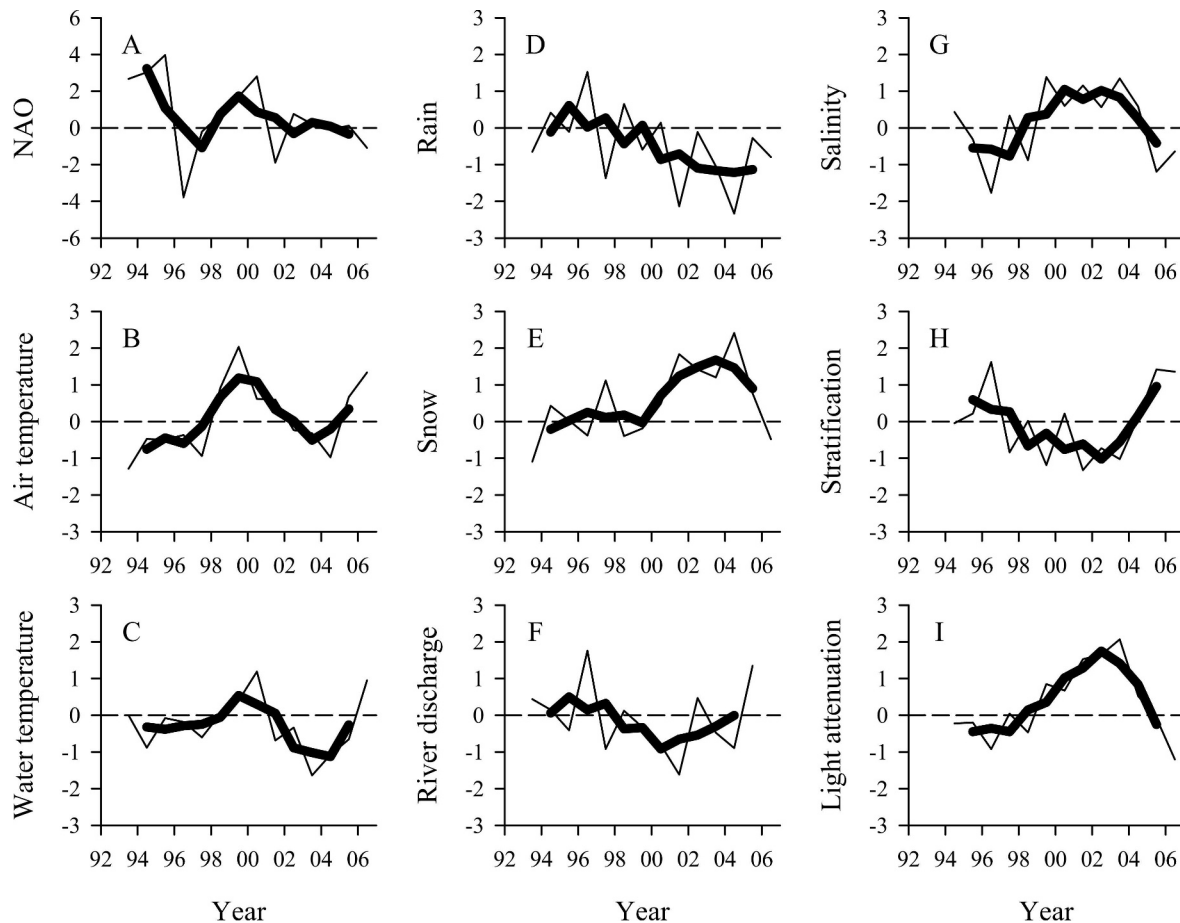 A
NAO
6
4
2
0
-2
-4
-6
92 94 96 98 00 02 04 06
D
Rain
3
2
1
0
-1
-2
-3
92 94 96 98 00 02 04 06
G
Salinity
3
2
1
0
-1
-2
-3
92 94 96 98 00 02 04 06
B
Air temperature
3
2
1
0
-1
-2
-3
92 94 96 98 00 02 04 06
E
Snow
3
2
1
0
-1
-2
-3
92 94 96 98 00 02 04 06
H
Stratification
3
2
1
0
-1
-2
-3
92 94 96 98 00 02 04 06
C
Water temperature
3
2
1
0
-1
-2
-3
92 94 96 98 00 02 04 06
Year
F
River discharge
3
2
1
0
-1
-2
-3
92 94 96 98 00 02 04 06
Year
I
Light attenuation
3
2
1
0
-1
-2
-3
92 94 96 98 00 02 04 06
Year